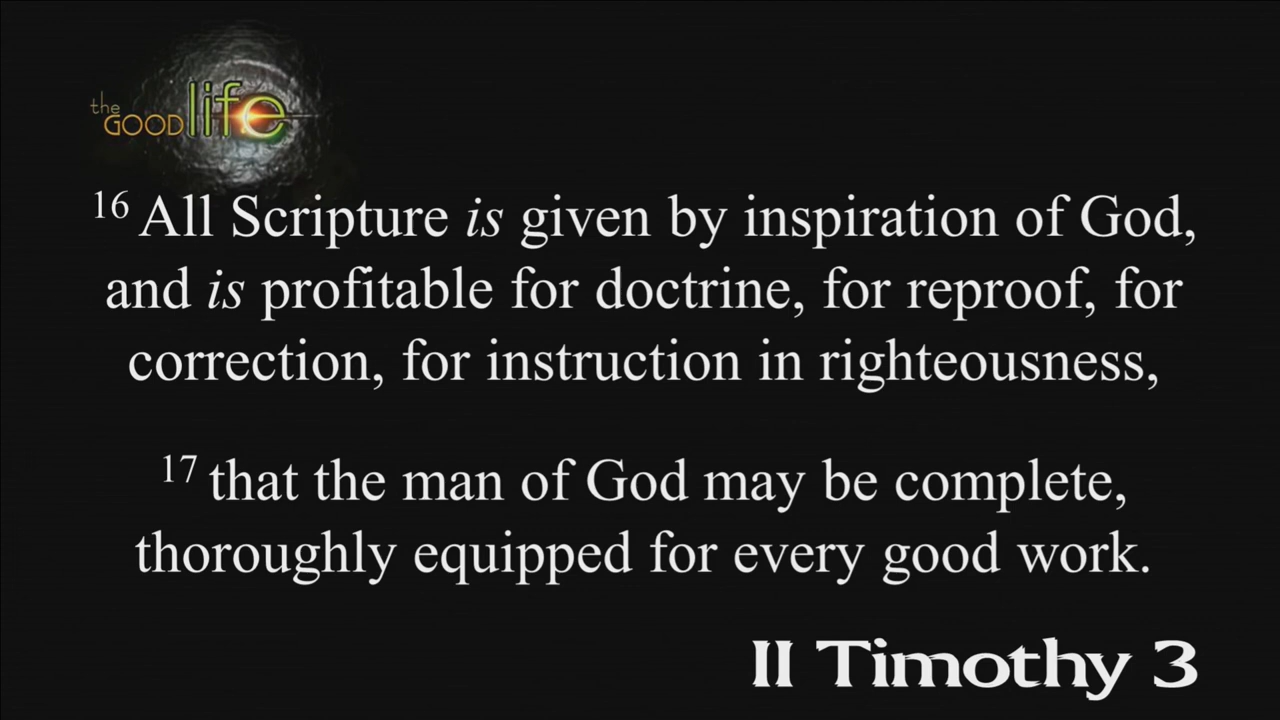 the
GOOD life
16 All Scripture is given by inspiration of God,
and is profitable for doctrine, for reproof, for
correction, for instruction in righteousness,
17 that the man of God may be complete,
thoroughly equipped for every good work.
II Timothy 3